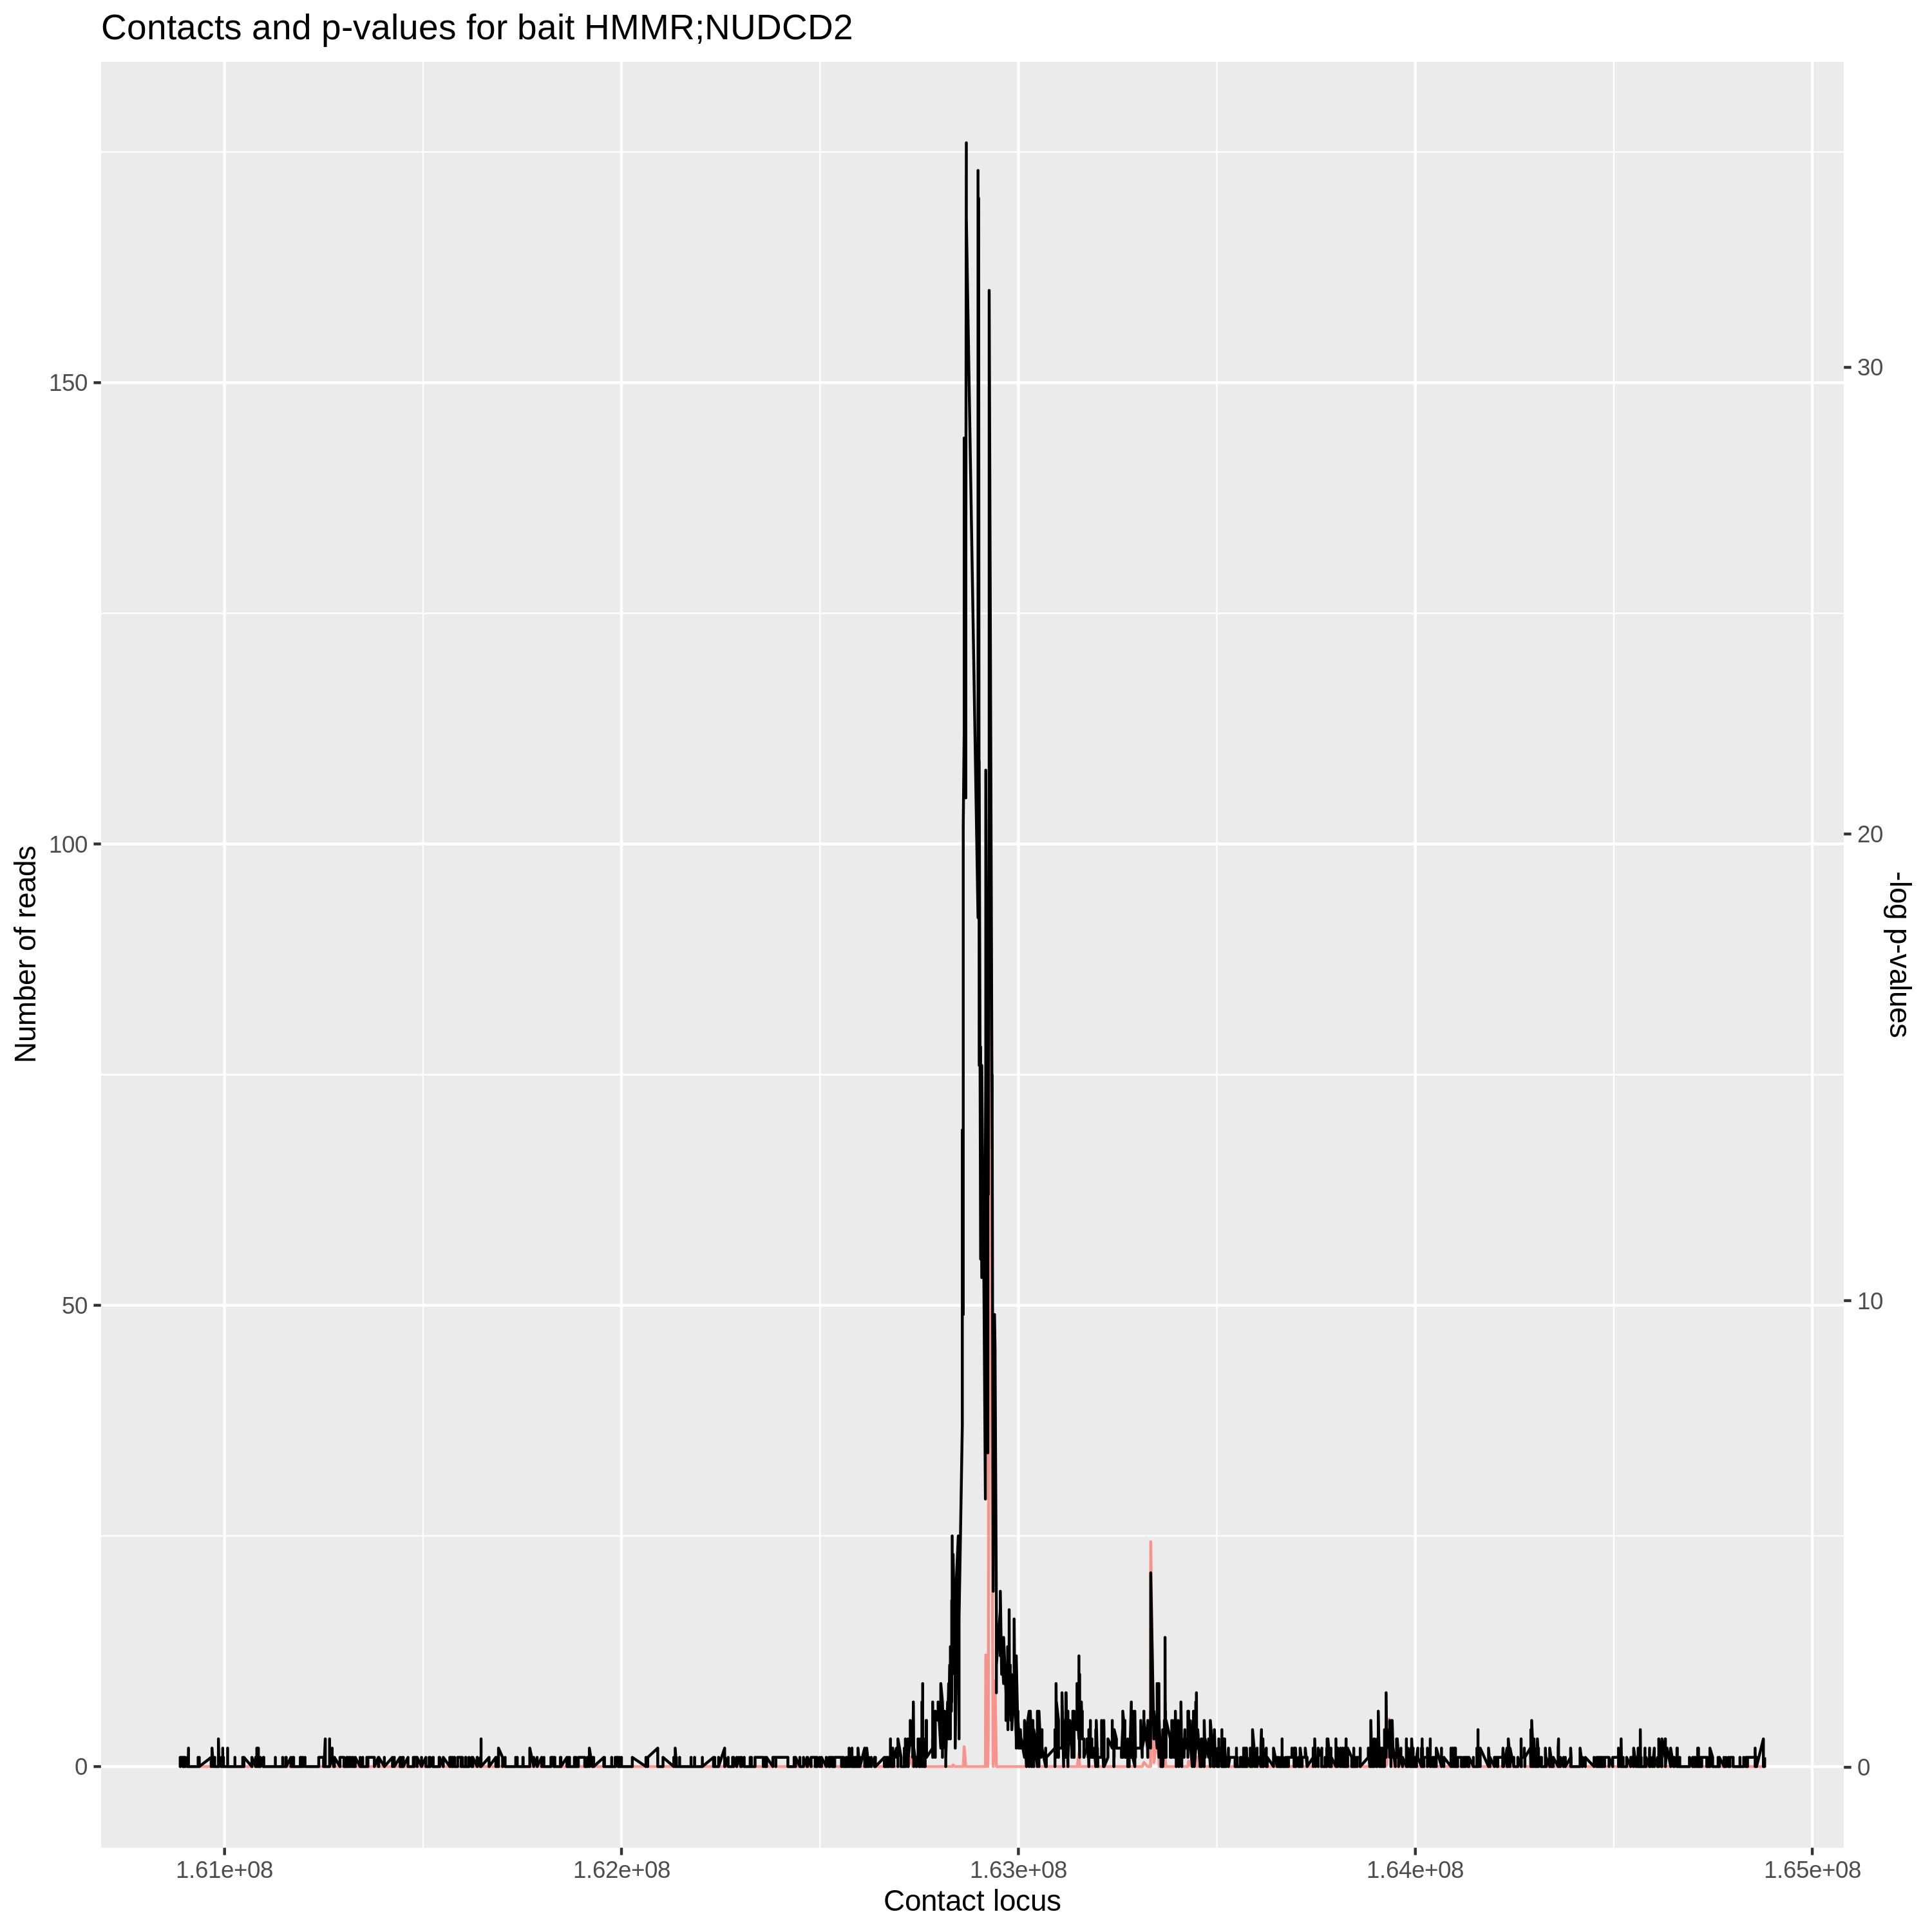 Contacts and p-values for bait HMMR;NUDCD2
150
100
50
0
Number of reads
30
20
10
0
-log p-values
1.61e+08
1.62e+08
1.63e+08
1.64e+08
1.65e+08
Contact locus